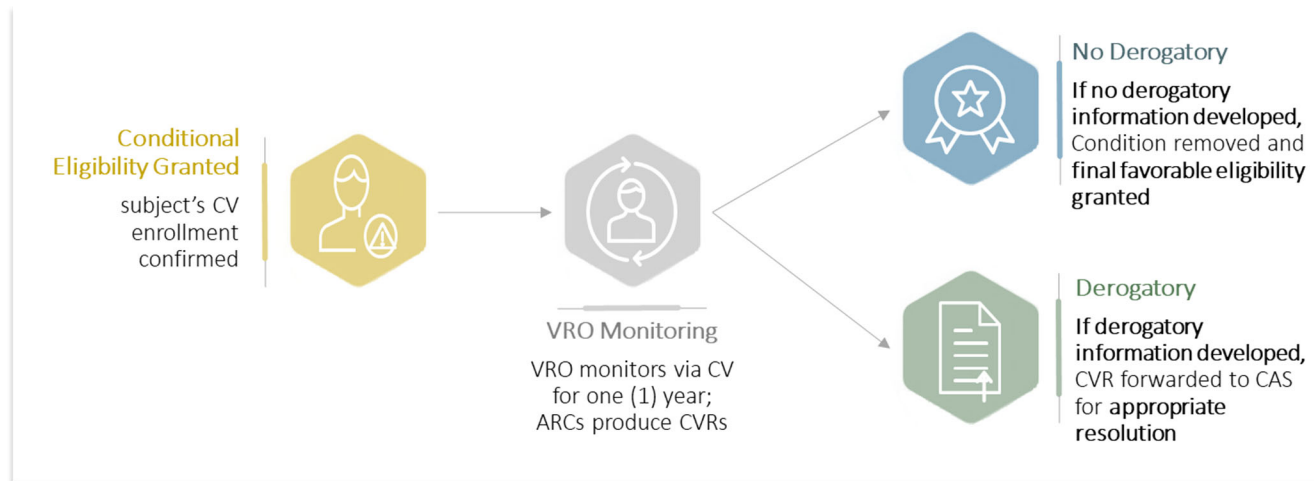 Conditional
Eligibility Granted
subject's CV
enrollment
confirmed
VRO Monitoring
VRO monitors via CV
for one (1) year;
ARCs produce CVRs
No Derogatory
If no derogatory
information developed,
Condition removed and
final favorable eligibility
granted
Derogatory
If derogatory
information developed,
CVR forwarded to CAS
for appropriate
resolution